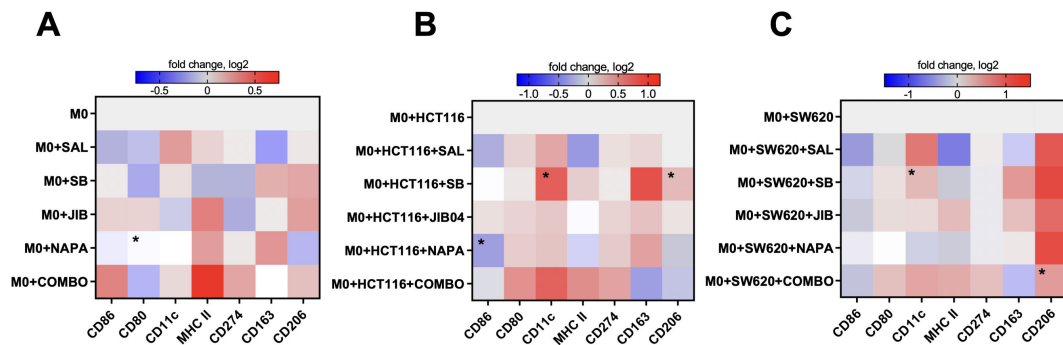 A
fold change, log2
-0.5 0 0.5
M0
M0+SAL
M0+SB
M0+JIB
M0+NAPA
*
M0+COMBO
CD86 CD80 CD11c MHC II CD274 CD163 CD206
B
fold change, log2
-1.0 -0.5 0 0.5 1.0
M0+HCT116
M0+HCT116+SAL
M0+HCT116+SB
* *
M0+HCT116+JIB04
M0+HCT116+NAPA
*
M0+HCT116+COMBO
CD86 CD80 CD11c MHC II CD274 CD163 CD206
C
fold change, log2
-1 0 1
M0+SW620
M0+SW620+SAL
M0+SW620+SB
*
M0+SW620+JIB
M0+SW620+NAPA
M0+SW620+COMBO
*
CD86 CD80 CD11c MHC II CD274 CD163 CD206